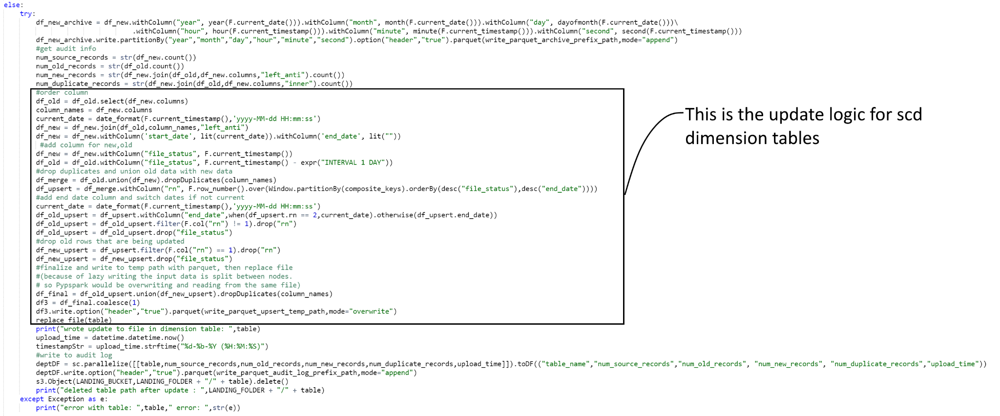 else:
try:
df_new_archive = df_new.withColumn("year", year(F.current_date())).withColumn("month", month(F.current_date())).withColumn("day", dayofmonth(F.current_date()))\
.withColumn("hour", hour(F.current_timestamp())).withColumn("minute", minute(F.current_timestamp())).withColumn("second", second(F.current_timestamp()))
df_new_archive.write.partitionBy("year","month","day","hour","minute","second").option("header","true").parquet(write_parquet_archive_prefix_path,mode="append")
#get audit info
num_source_records = str(df_new.count())
num_old_records = str(df_old.count())
num_new_records = str(df_new.join(df_old,df_new.columns,"left_anti").count())
num_duplicate_records = str(df_new.join(df_old,df_new.columns,"inner").count())
#order column
df_old = df_old.select(df_new.columns)
column_names = df_new.columns
current_date = date_format(F.current_timestamp(),'yyyy-MM-dd HH:mm:ss')
df_new = df_new.join(df_old,column_names,"left_anti")
df_new = df_new.withColumn('start_date', lit(current_date)).withColumn('end_date', lit(""))
#add column for new,old
df_new = df_new.withColumn("file_status", F.current_timestamp())
df_old = df_old.withColumn("file_status", F.current_timestamp() - expr("INTERVAL 1 DAY"))
#drop duplicates and union old data with new data
df_merge = df_old.union(df_new).dropDuplicates(column_names)
df_upsert = df_merge.withColumn("rn", F.row_number().over(Window.partitionBy(composite_keys).orderBy(desc("file_status"),desc("end_date"))))
#add end date column and switch dates if not current
current_date = date_format(F.current_timestamp(),'yyyy-MM-dd HH:mm:ss')
df_old_upsert = df_upsert.withColumn("end_date",when(df_upsert.rn == 2,current_date).otherwise(df_upsert.end_date))
df_old_upsert = df_old_upsert.filter(F.col("rn") != 1).drop("rn")
df_old_upsert = df_old_upsert.drop("file_status")
#drop old rows that are being updated
df_new_upsert = df_upsert.filter(F.col("rn") == 1).drop("rn")
df_new_upsert = df_new_upsert.drop("file_status")
#finalize and write to temp path with parquet, then replace file
#(because of lazy writing the input data is split between nodes.
# so Pypspark would be overwriting and reading from the same file)
df_final = df_old_upsert.union(df_new_upsert).dropDuplicates(column_names)
df3 = df_final.coalesce(1)
df3.write.option("header","true").parquet(write_parquet_upsert_temp_path,mode="overwrite")
replace_file(table)
print("wrote update to file in dimension table: ",table)
upload_time = datetime.datetime.now()
timestampStr = upload_time.strftime("%d-%b-%Y (%H:%M:%S)")
#write to audit log
deptDF = sc.parallelize([[table,num_source_records,num_old_records,num_new_records,num_duplicate_records,upload_time]]).toDF(("table_name","num_source_records","num_old_records", "num_new_records", "num_duplicate_records","upload_time"))
deptDF.write.option("header","true").parquet(write_parquet_audit_log_prefix_path,mode="append")
s3.Object(LANDING_BUCKET,LANDING_FOLDER + "/" + table).delete()
print("deleted table path after update : ",LANDING_FOLDER + "/" + table)
except Exception as e:
print("error with table: ",table," error: ",str(e))
This is the update logic for scd
dimension tables